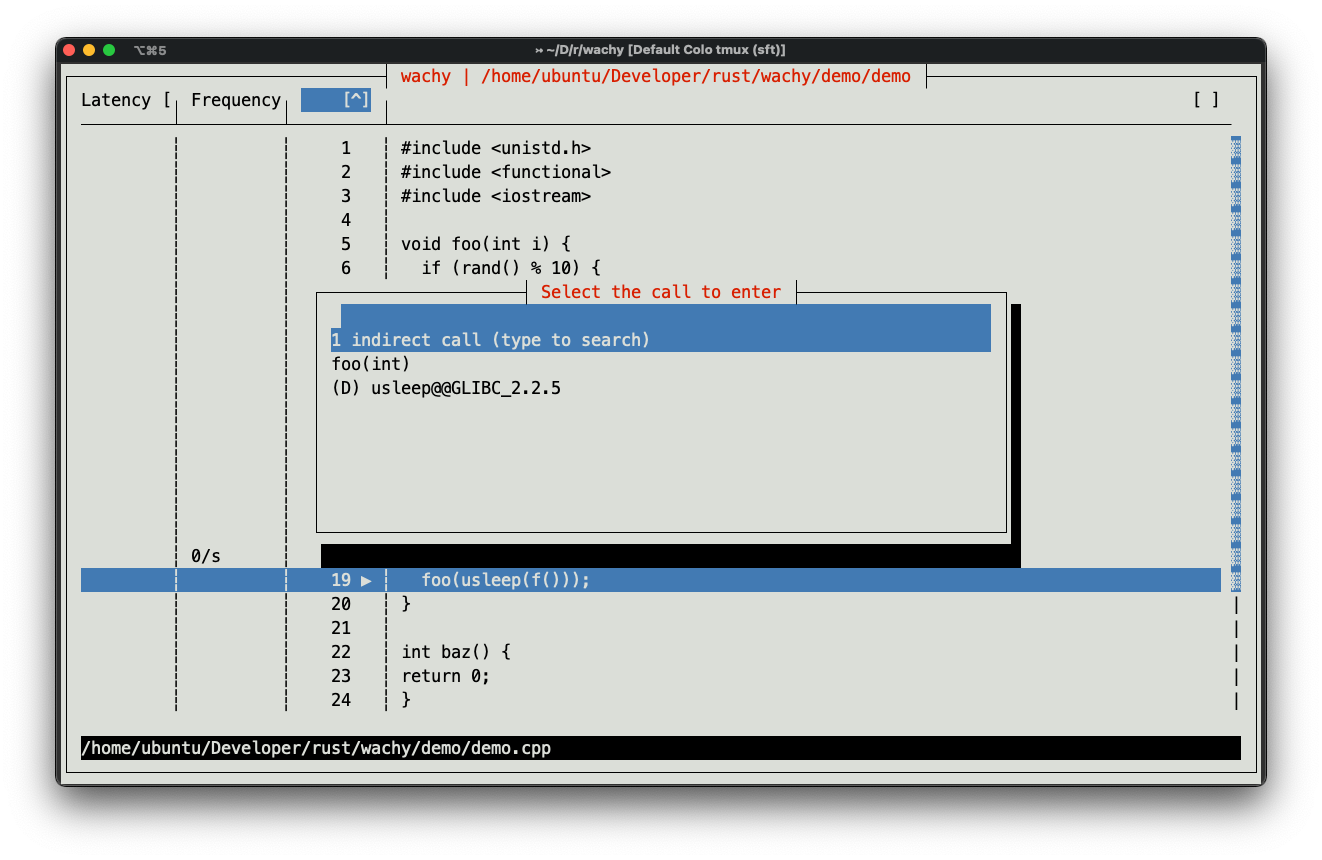 ⌥⌘5 ↣ ~/D/r/wachy [Default Colo tmux (sft)]
wachy | /home/ubuntu/Developer/rust/wachy/demo/demo
Latency [ Frequency [^] [ ]
1 #include <unistd.h>
2 #include <functional>
3 #include <iostream>
4
5 void foo(int i) {
6 if (rand() % 10) {
Select the call to enter
1 indirect call (type to search)
foo(int)
(D) usleep@@GLIBC_2.2.5
0/s
19 ▶ foo(usleep(f()));
20 }
21
22 int baz() {
23 return 0;
24 }
/home/ubuntu/Developer/rust/wachy/demo/demo.cpp